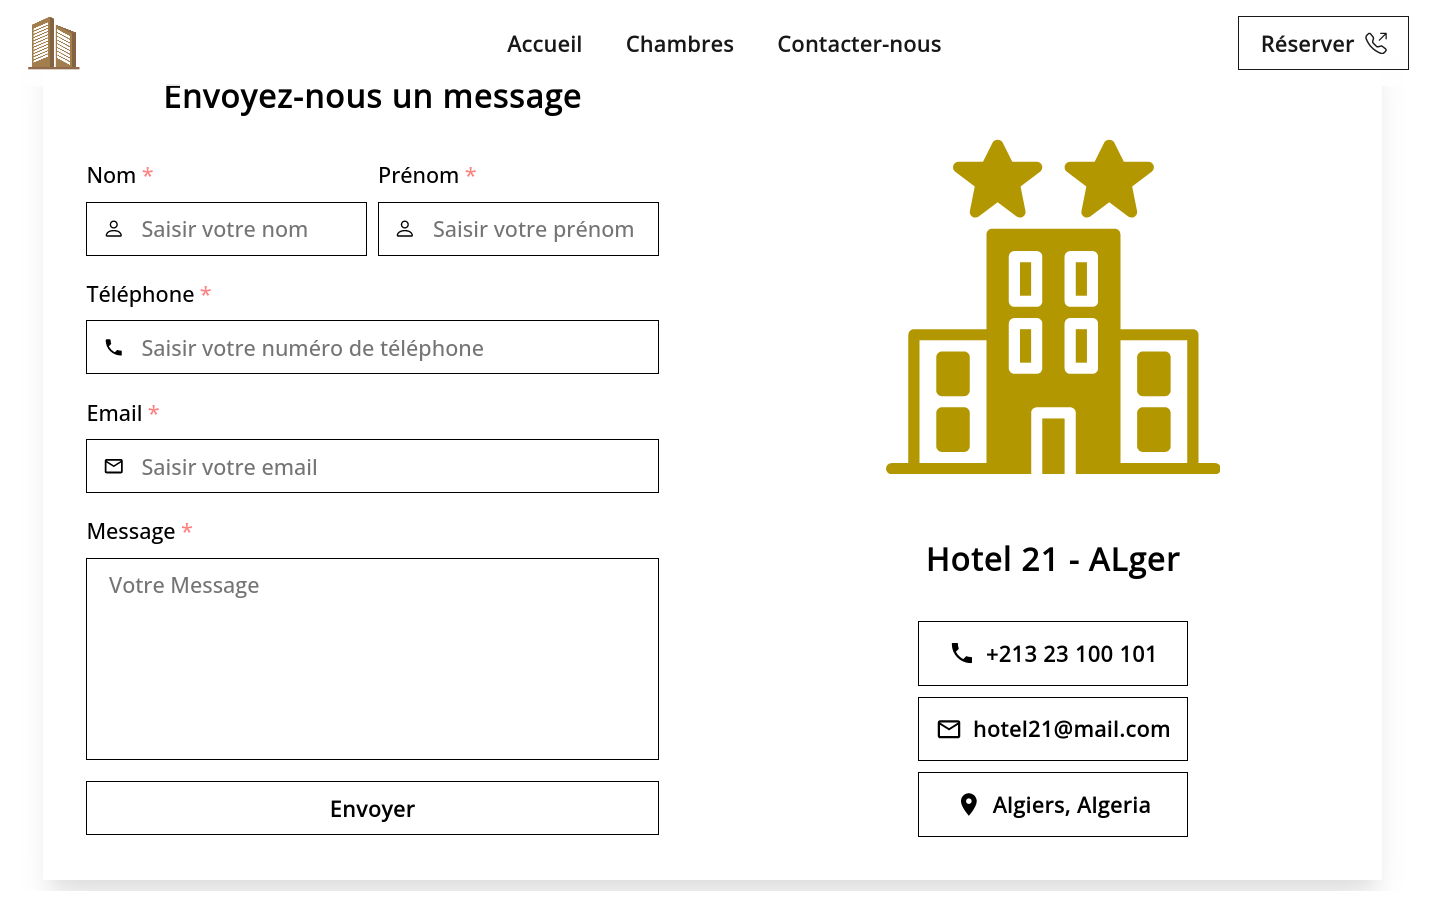 Accueil Chambres Contacter-nous Réserver
Envoyez-nous un message
Nom * Prénom *
Saisir votre nom Saisir votre prénom
Téléphone *
Saisir votre numéro de téléphone
Email *
Saisir votre email
Message *
Votre Message
Envoyer
Hotel 21 - ALger
+213 23 100 101
hotel21@mail.com
Algiers, Algeria